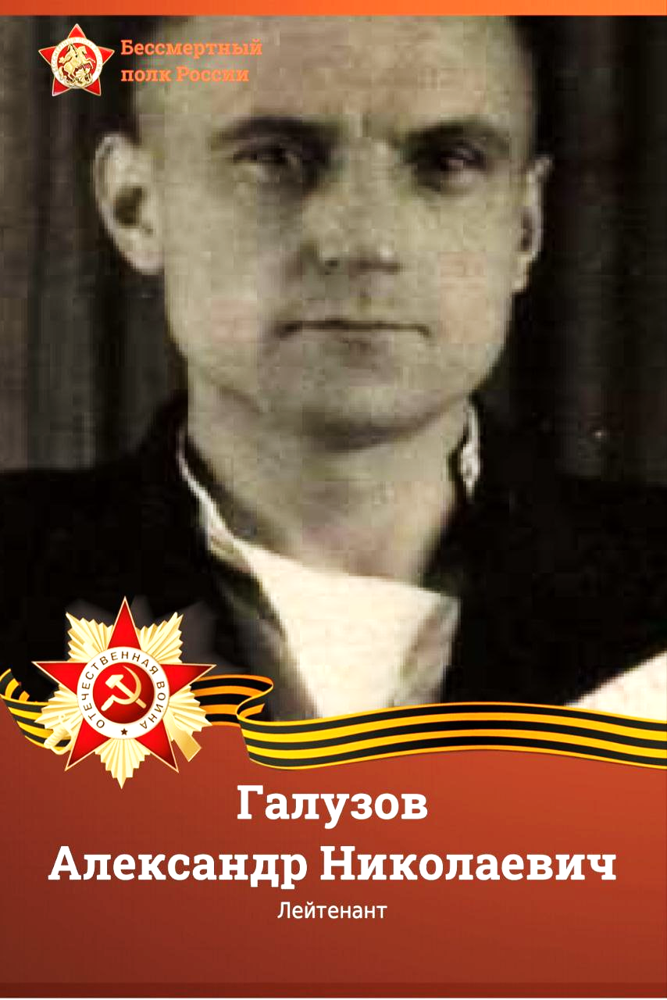 Бессмертный
полк России
ОТЕЧЕСТВЕННАЯ ВОЙНА
Галузов
Александр Николаевич
Лейтенант